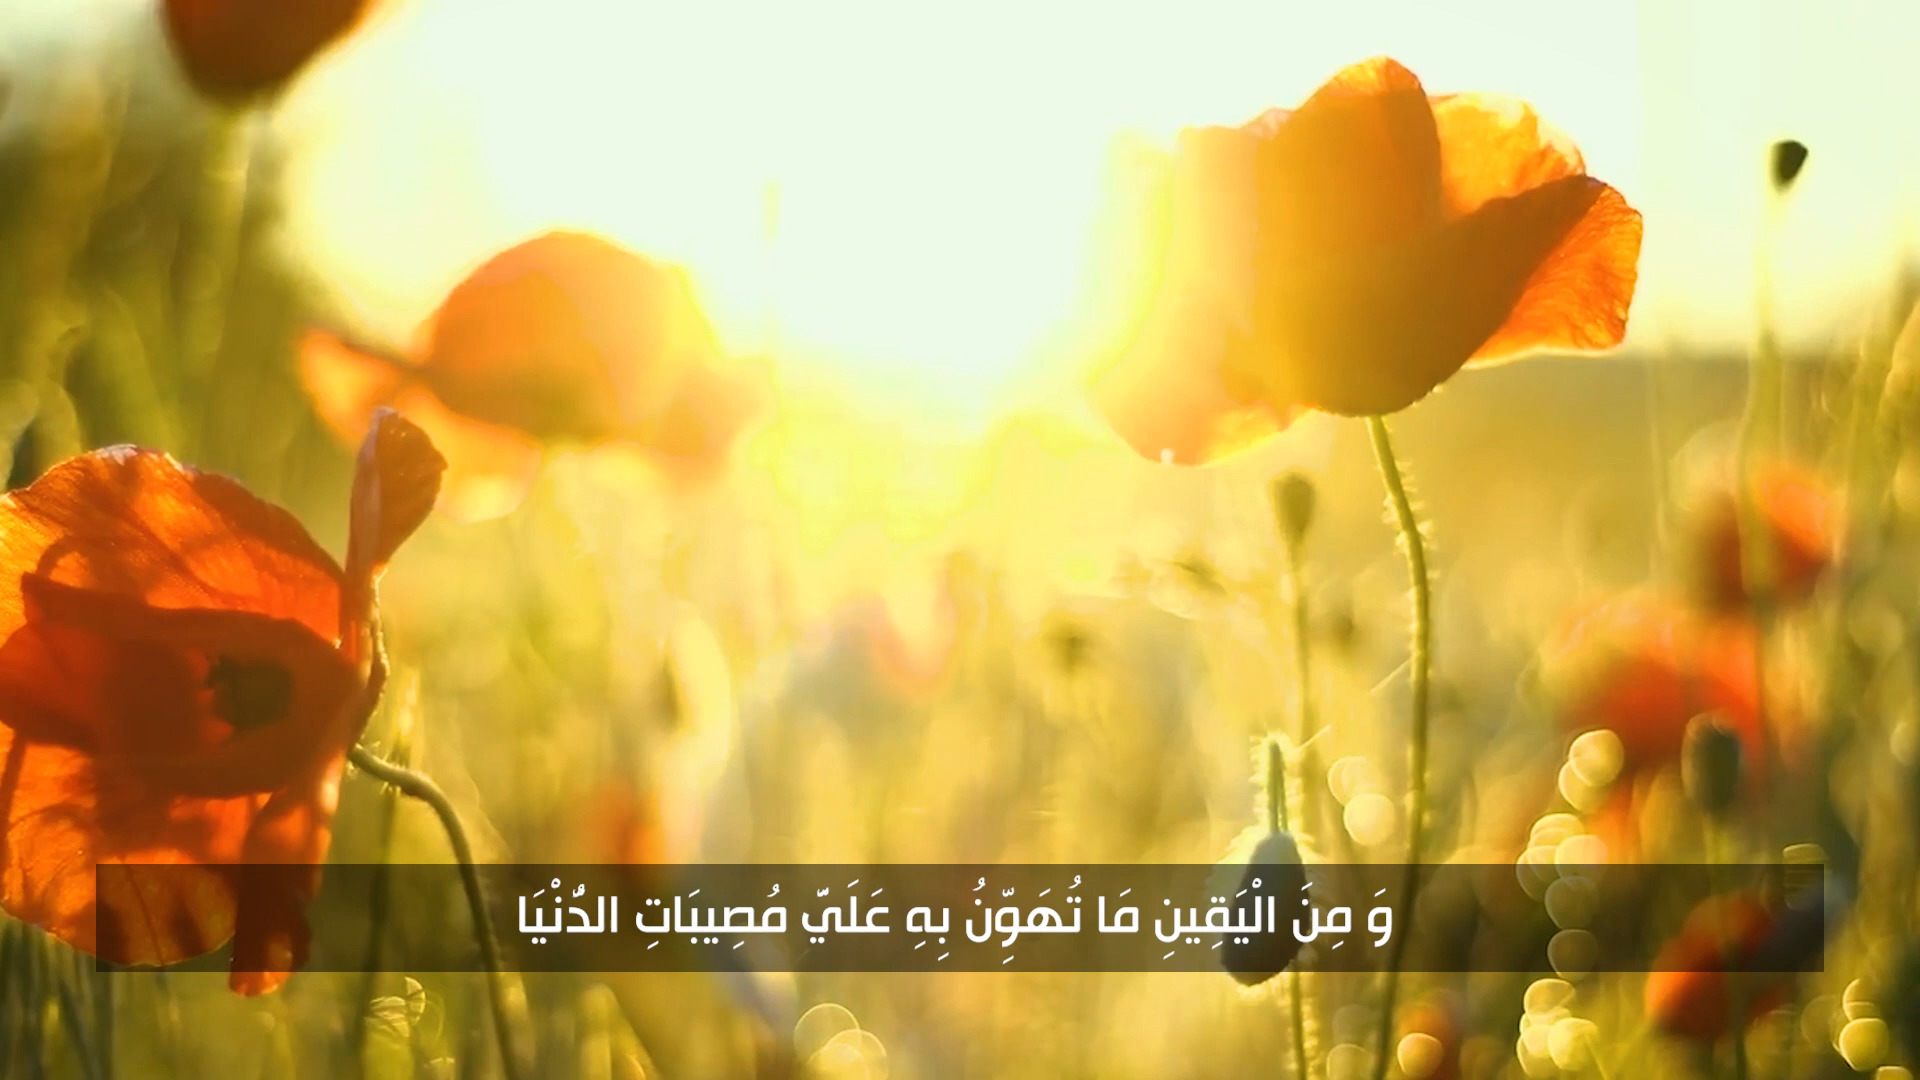 وَ مِنَ الْيَقِينِ مَا تُهَوِّنُ بِهِ عَلَيَّ مُصِيبَاتِ الدُّنْيَا